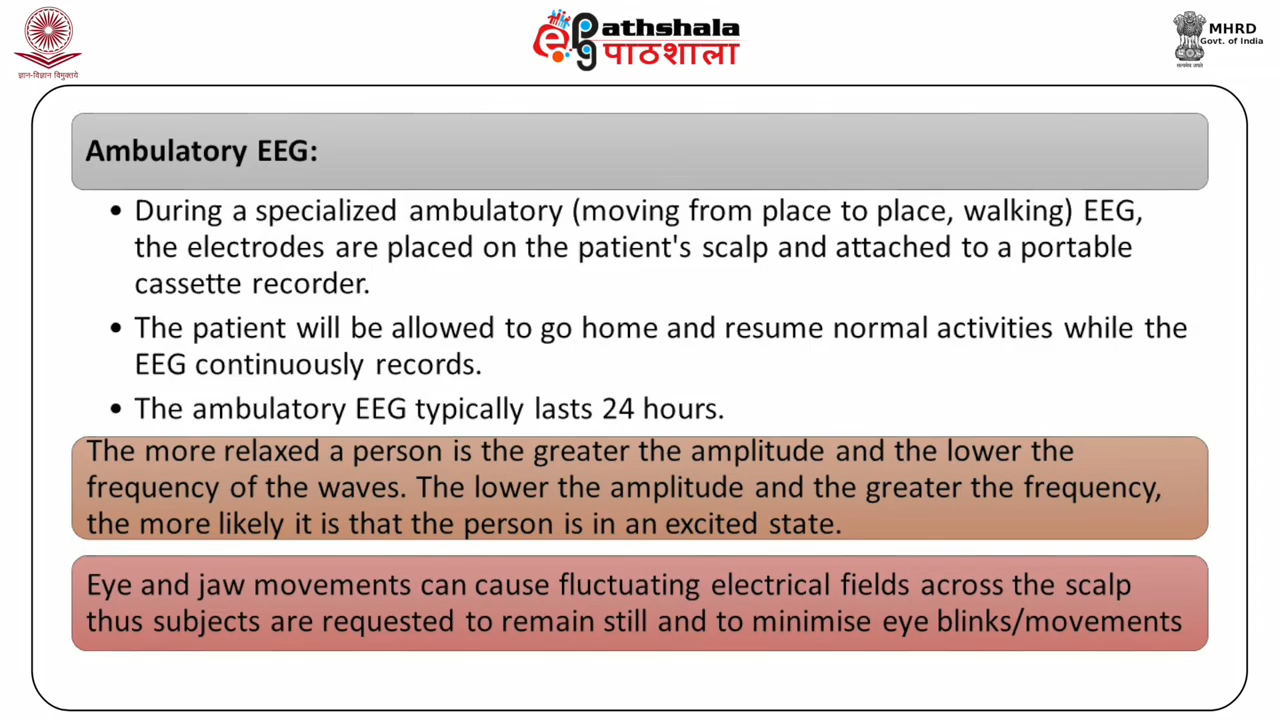 ज्ञान-विज्ञान विमुक्तये
epg Pathshala
पाठशाला
MHRD
Govt. of India
सत्यमेव जयते
Ambulatory EEG:
• During a specialized ambulatory (moving from place to place, walking) EEG,
the electrodes are placed on the patient's scalp and attached to a portable
cassette recorder.
• The patient will be allowed to go home and resume normal activities while the
EEG continuously records.
• The ambulatory EEG typically lasts 24 hours.
The more relaxed a person is the greater the amplitude and the lower the
frequency of the waves. The lower the amplitude and the greater the frequency,
the more likely it is that the person is in an excited state.
Eye and jaw movements can cause fluctuating electrical fields across the scalp
thus subjects are requested to remain still and to minimise eye blinks/movements